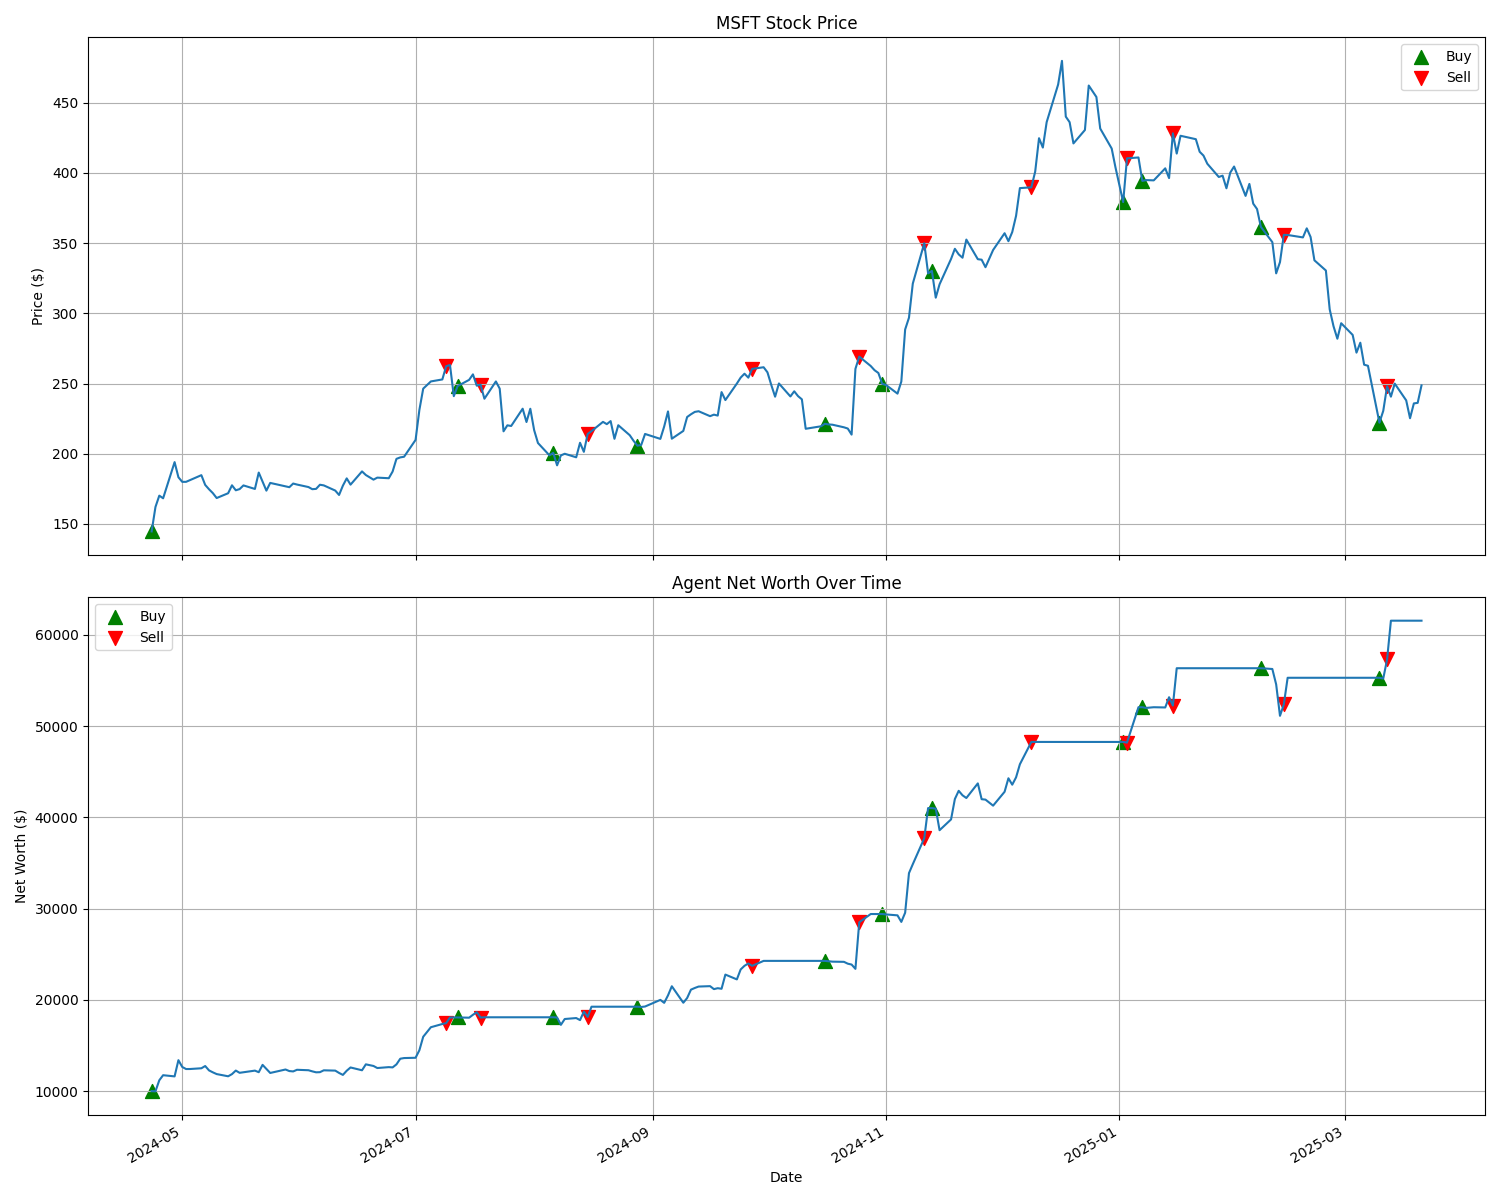 MSFT Stock Price
Buy
Sell
450
400
350
300
250
200
150
Price ($)
Agent Net Worth Over Time
Buy
Sell
60000
50000
40000
30000
20000
10000
Net Worth ($)
2024-05
2024-07
2024-09
2024-11
2025-01
2025-03
Date